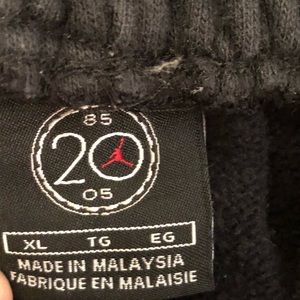 85
20
05
XL TG EG
MADE IN MALAYSIA
FABRIQUE EN MALAISIE